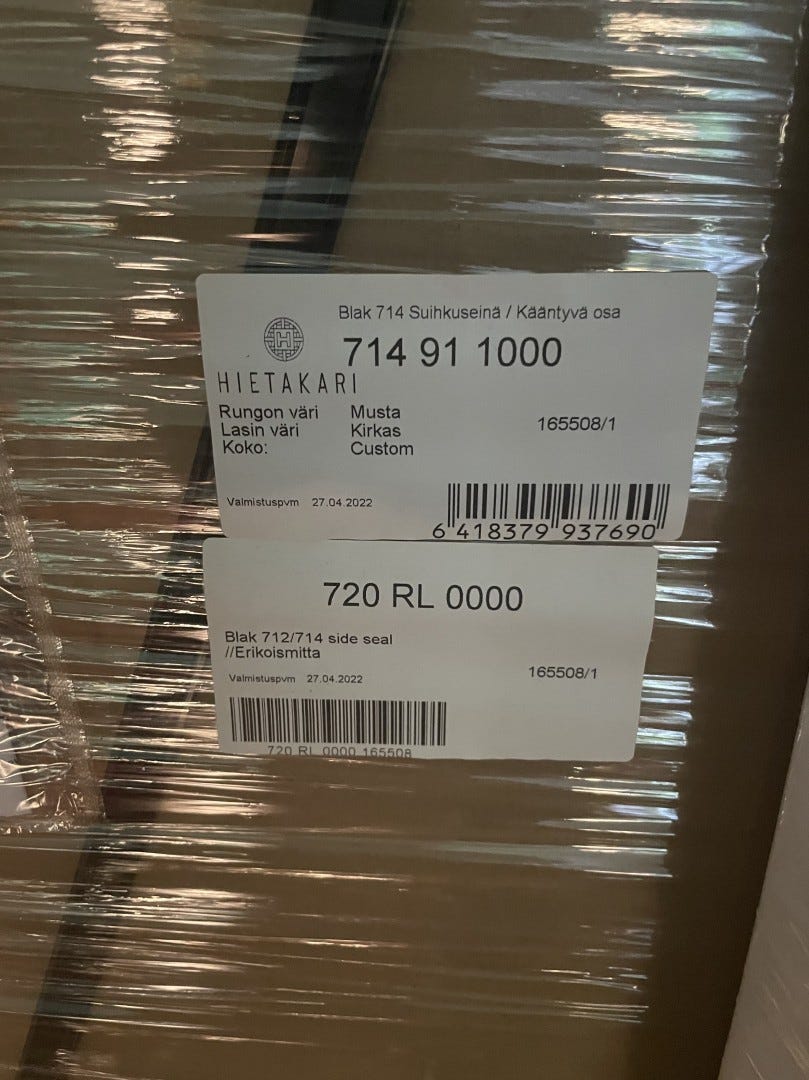 Blak 714 Suihkuseinä / Kääntyvä osa
H
714 91 1000
HIETAKARI
Rungon väri Musta
Lasin väri Kirkas 165508/1
Koko: Custom
Valmistuspvm 27.04.2022
6 418379 937690
720 RL 0000
Blak 712/714 side seal
//Erikoismitta
165508/1
Valmistuspvm 27.04.2022
720 RL 0000 165508